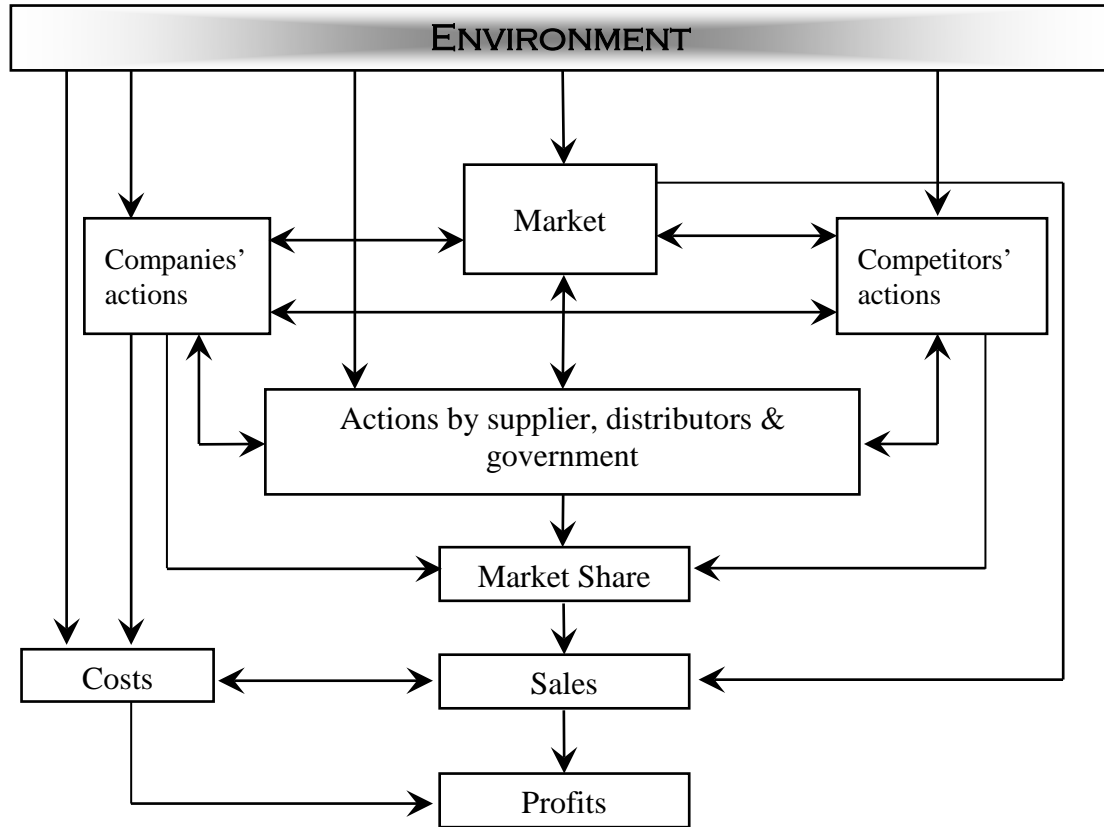 ENVIRONMENT
Market
Companies’
actions
Competitors’
actions
Actions by supplier, distributors &
government
Market Share
Costs
Sales
Profits